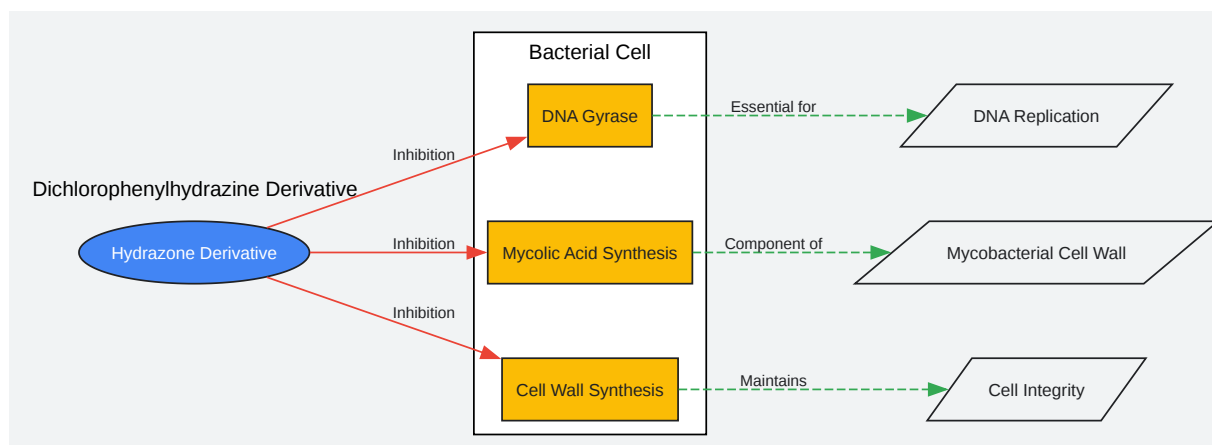 Bacterial Cell
DNA Gyrase
Essential for
DNA Replication
Inhibition
Dichlorophenylhydrazine Derivative
Hydrazone Derivative
Inhibition
Mycolic Acid Synthesis
Component of
Mycobacterial Cell Wall
Inhibition
Cell Wall Synthesis
Maintains
Cell Integrity